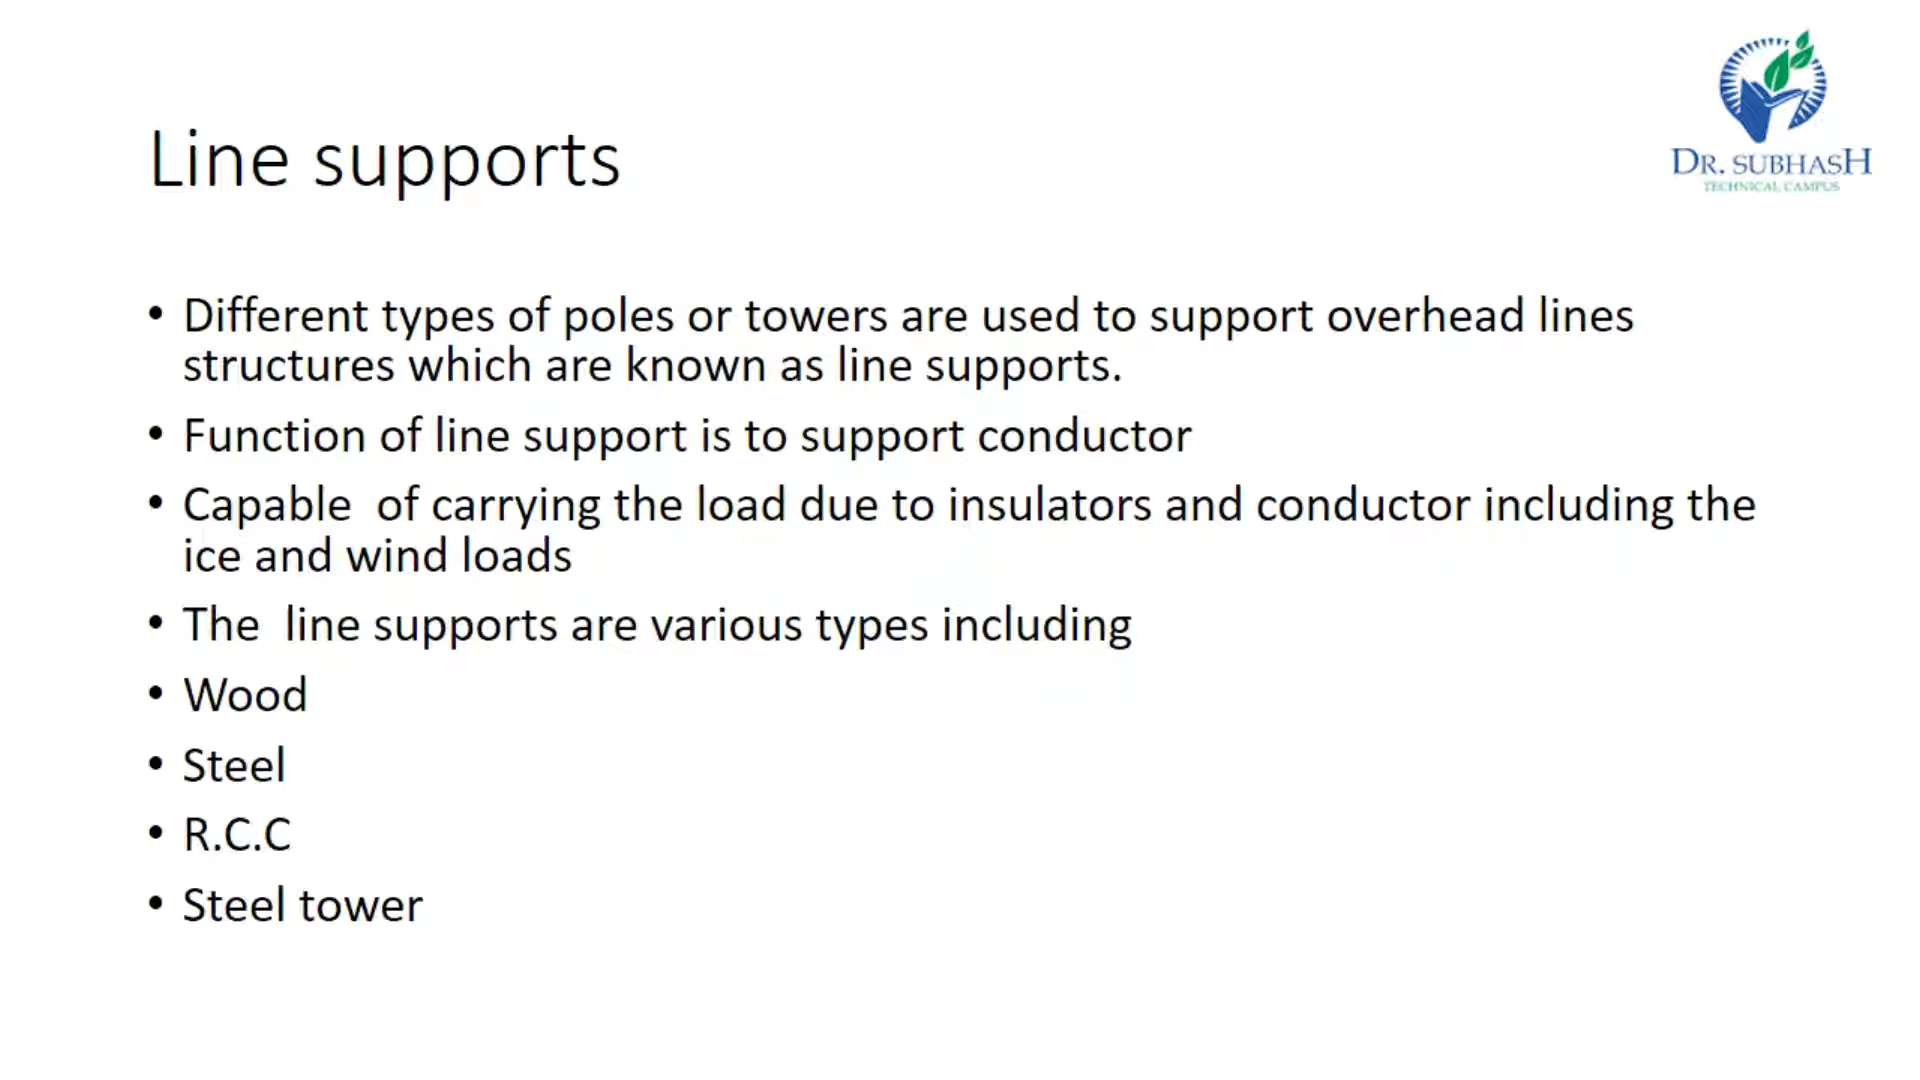 DR. SUBHASH
TECHNICAL CAMPUS
Line supports
• Different types of poles or towers are used to support overhead lines
structures which are known as line supports.
• Function of line support is to support conductor
• Capable  of carrying the load due to insulators and conductor including the
ice and wind loads
• The  line supports are various types including
• Wood
• Steel
• R.C.C
• Steel tower